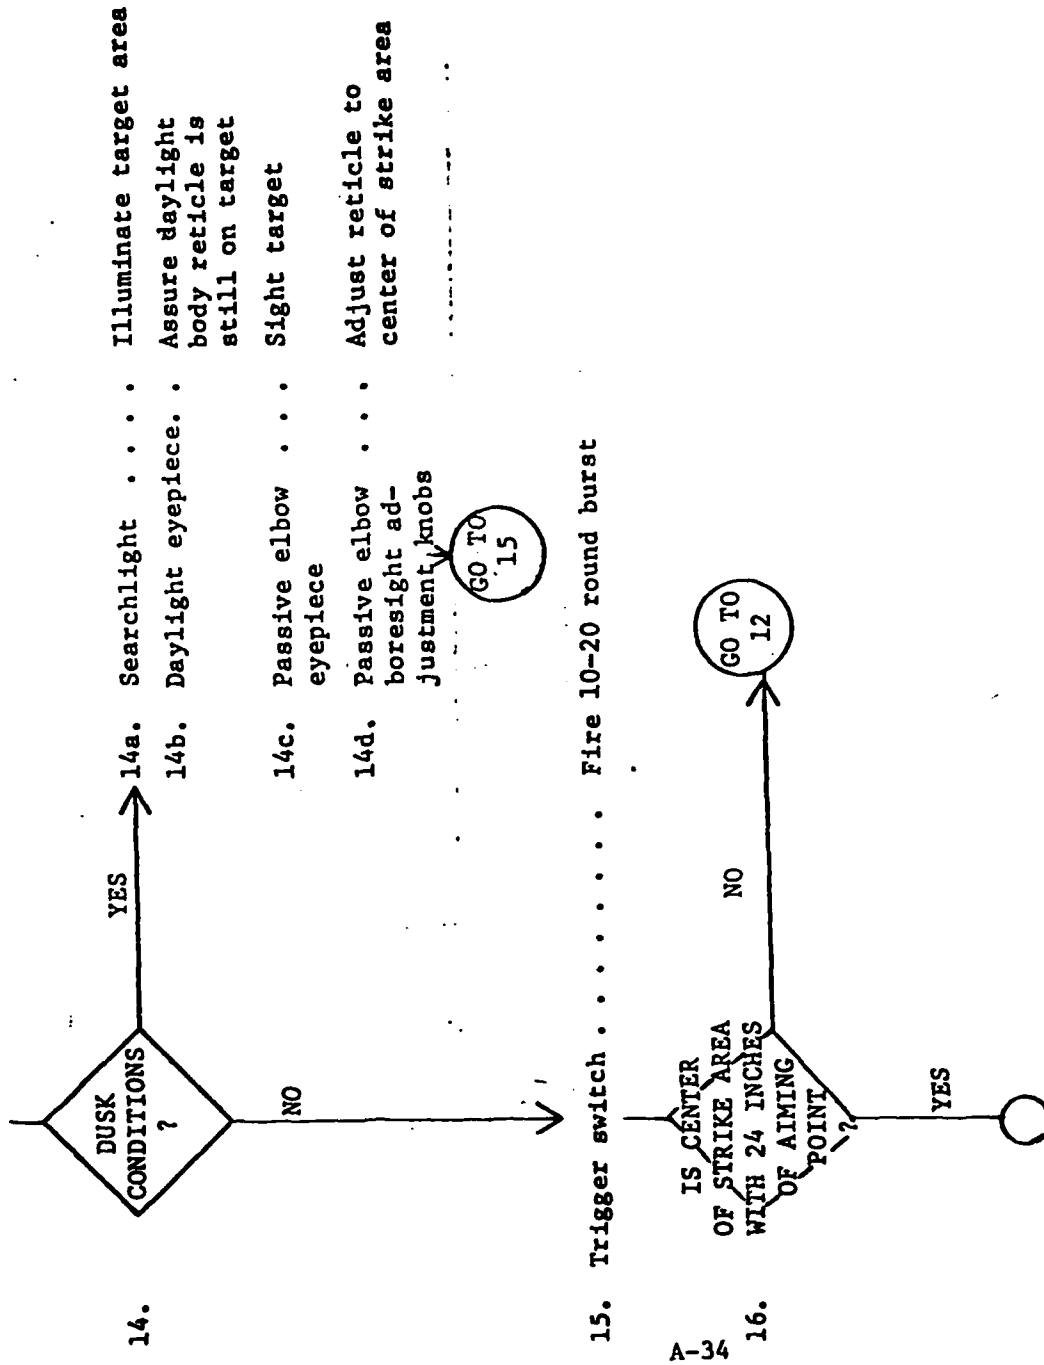 14.
DUSK
CONDITIONS
?
YES
NO
14a. Searchlight . . . . Illuminate target area
14b. Daylight eyepiece. . Assure daylight
body reticle is
still on target
14c. Passive elbow . . . Sight target
eyepiece
14d. Passive elbow . . . Adjust reticle to
boresight ad- center of strike area
justment knobs
GO TO
15
15. Trigger switch . . . . . . . . . Fire 10-20 round burst
16.
IS CENTER
OF STRIKE AREA
WITH 24 INCHES
OF AIMING
POINT
?
NO
GO TO
12
YES
A-34